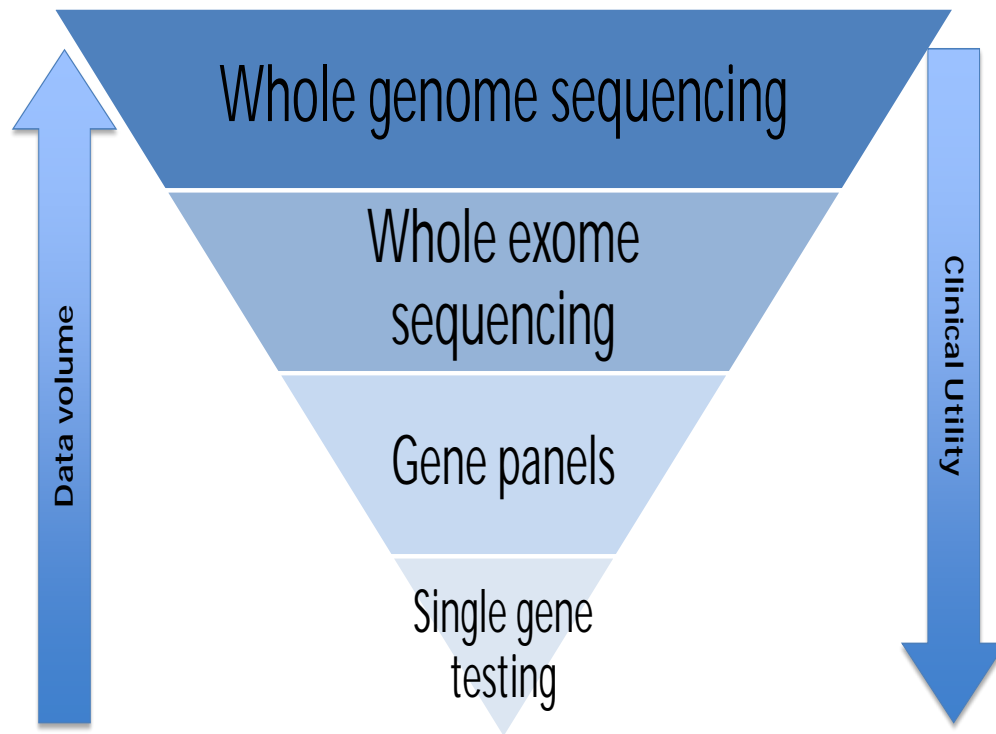 Whole genome sequencing
Whole exome
sequencing
Gene panels
Single gene
testing
Data volume
Clinical Utility